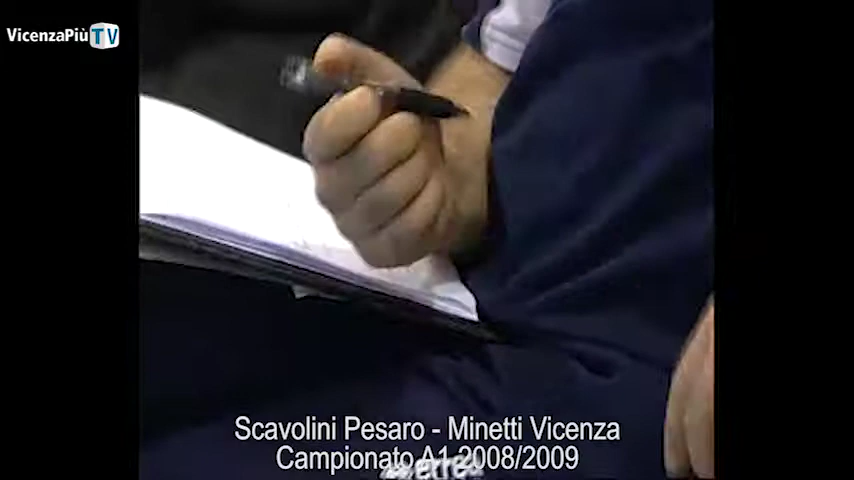 VicenzaPiùTV
Scavolini Pesaro - Minetti Vicenza
Campionato A1 2008/2009